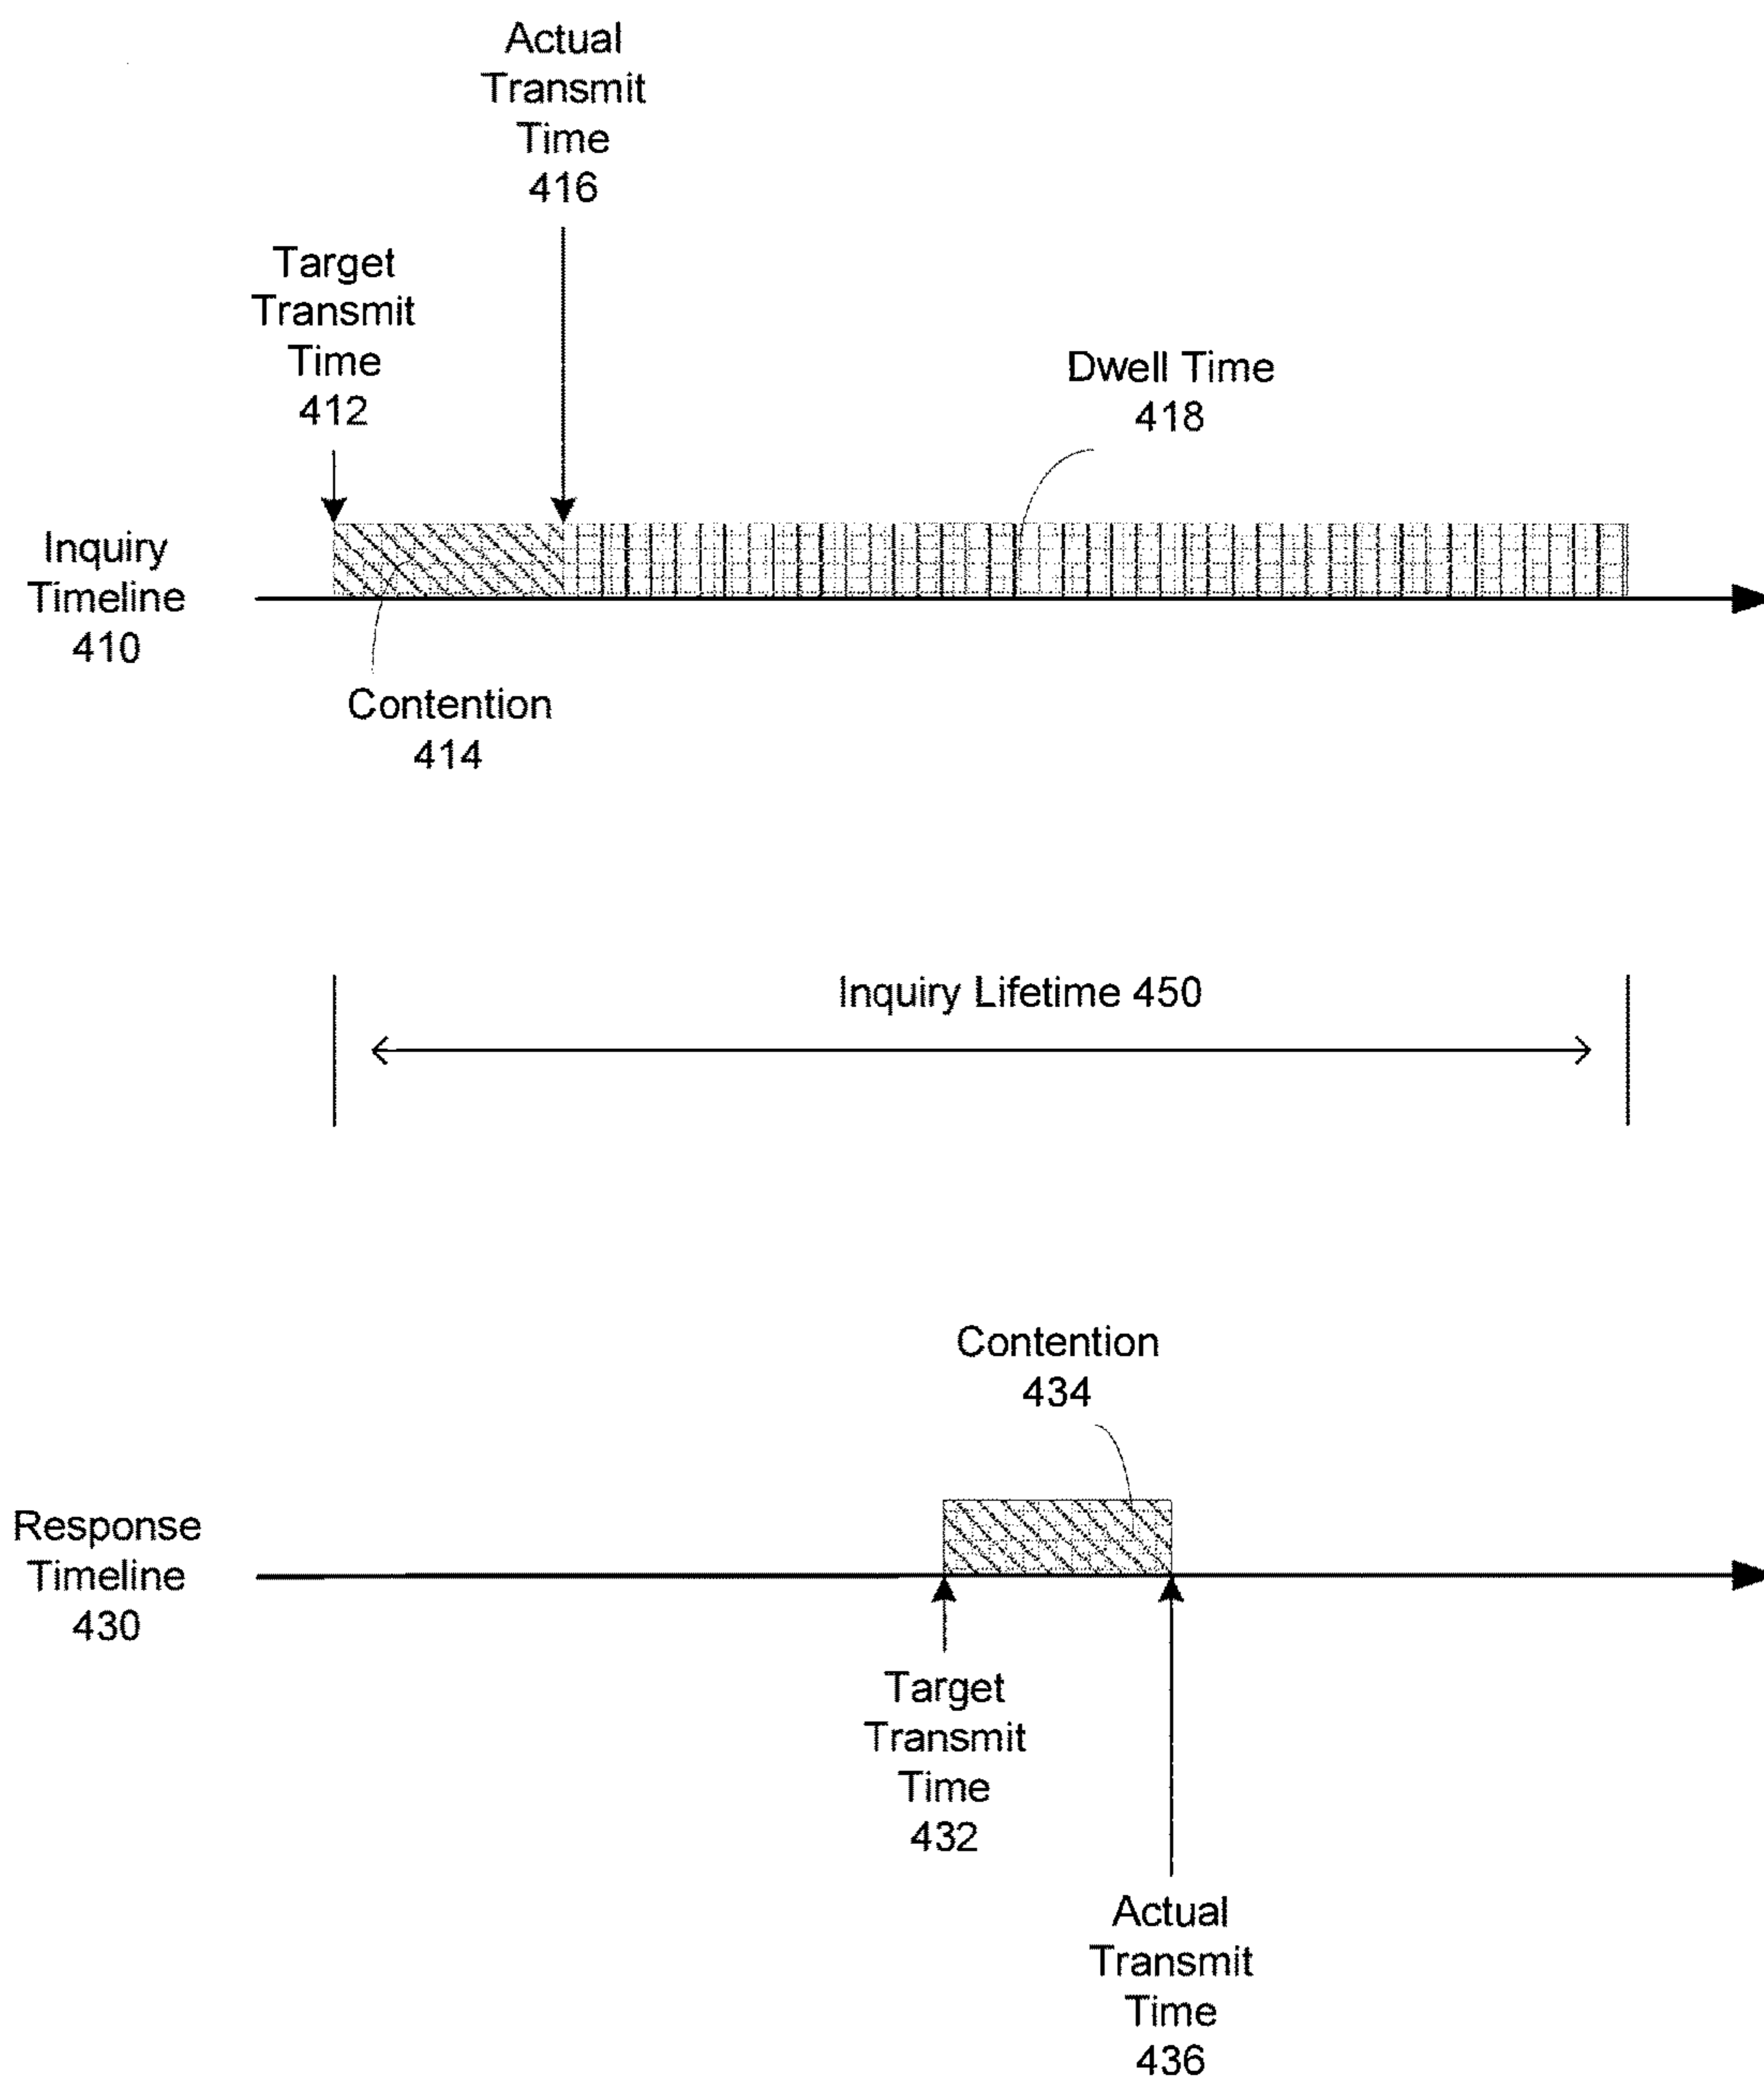 Actual
Transmit
Time
416
Target
Transmit
Time
412
Dwell Time
418
Inquiry
Timeline
410
Contention
414
Inquiry Lifetime 450
Contention
434
Response
Timeline
430
Target
Transmit
Time
432
Actual
Transmit
Time
436